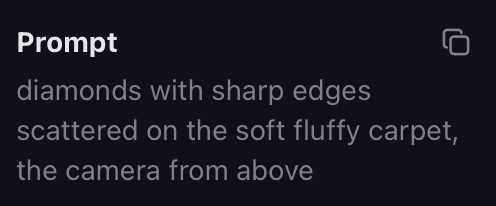 Prompt
diamonds with sharp edges
scattered on the soft fluffy carpet,
the camera from above